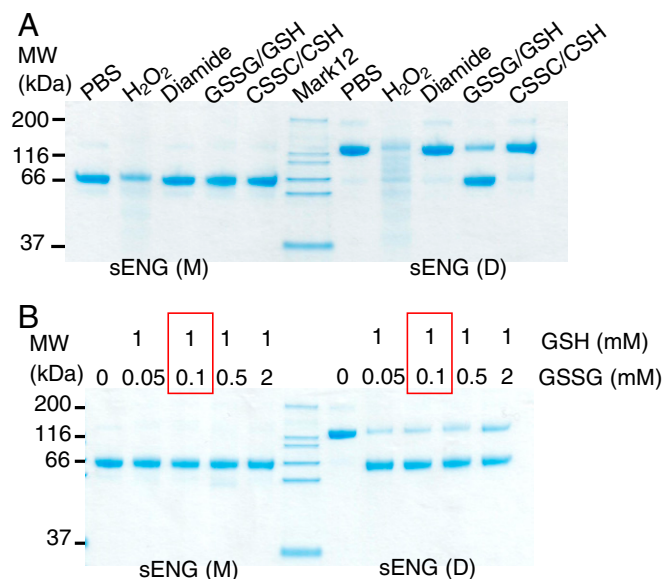 A
MW
(kDa)
PBS H₂O₂ Diamide GSSG/GSH CSSC/CSH Mark12 PBS H₂O₂ Diamide GSSG/GSH CSSC/CSH
200
116
66
37
sENG (M) sENG (D)
B
MW 1 1 1 1 1 1 1 1 GSH (mM)
(kDa) 0 0.05 0.1 0.5 2 0 0.05 0.1 0.5 2 GSSG (mM)
200
116
66
37
sENG (M) sENG (D)